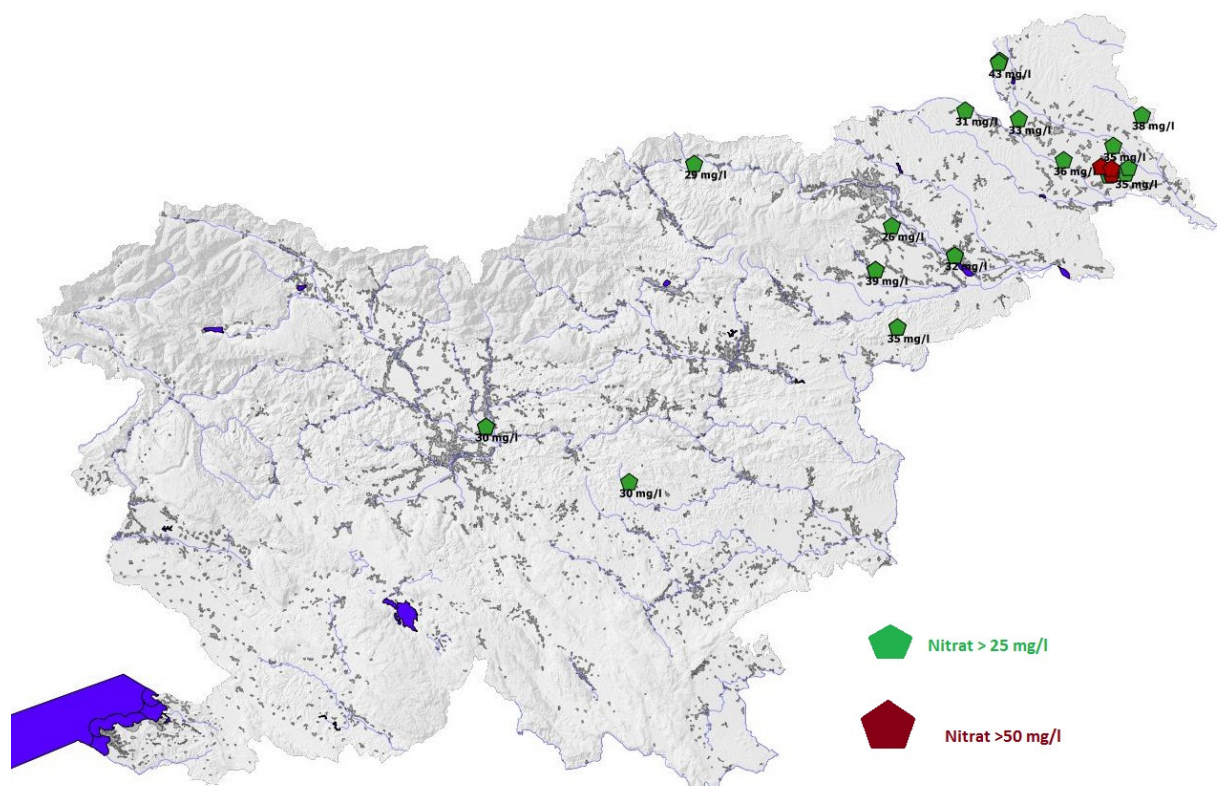 43 mg/l
31 mg/l
33 mg/l
38 mg/l
35 mg/l
29 mg/l
36 mg/l
35 mg/l
26 mg/l
32 mg/l
39 mg/l
35 mg/l
30 mg/l
30 mg/l
Nitrat > 25 mg/l
Nitrat >50 mg/l